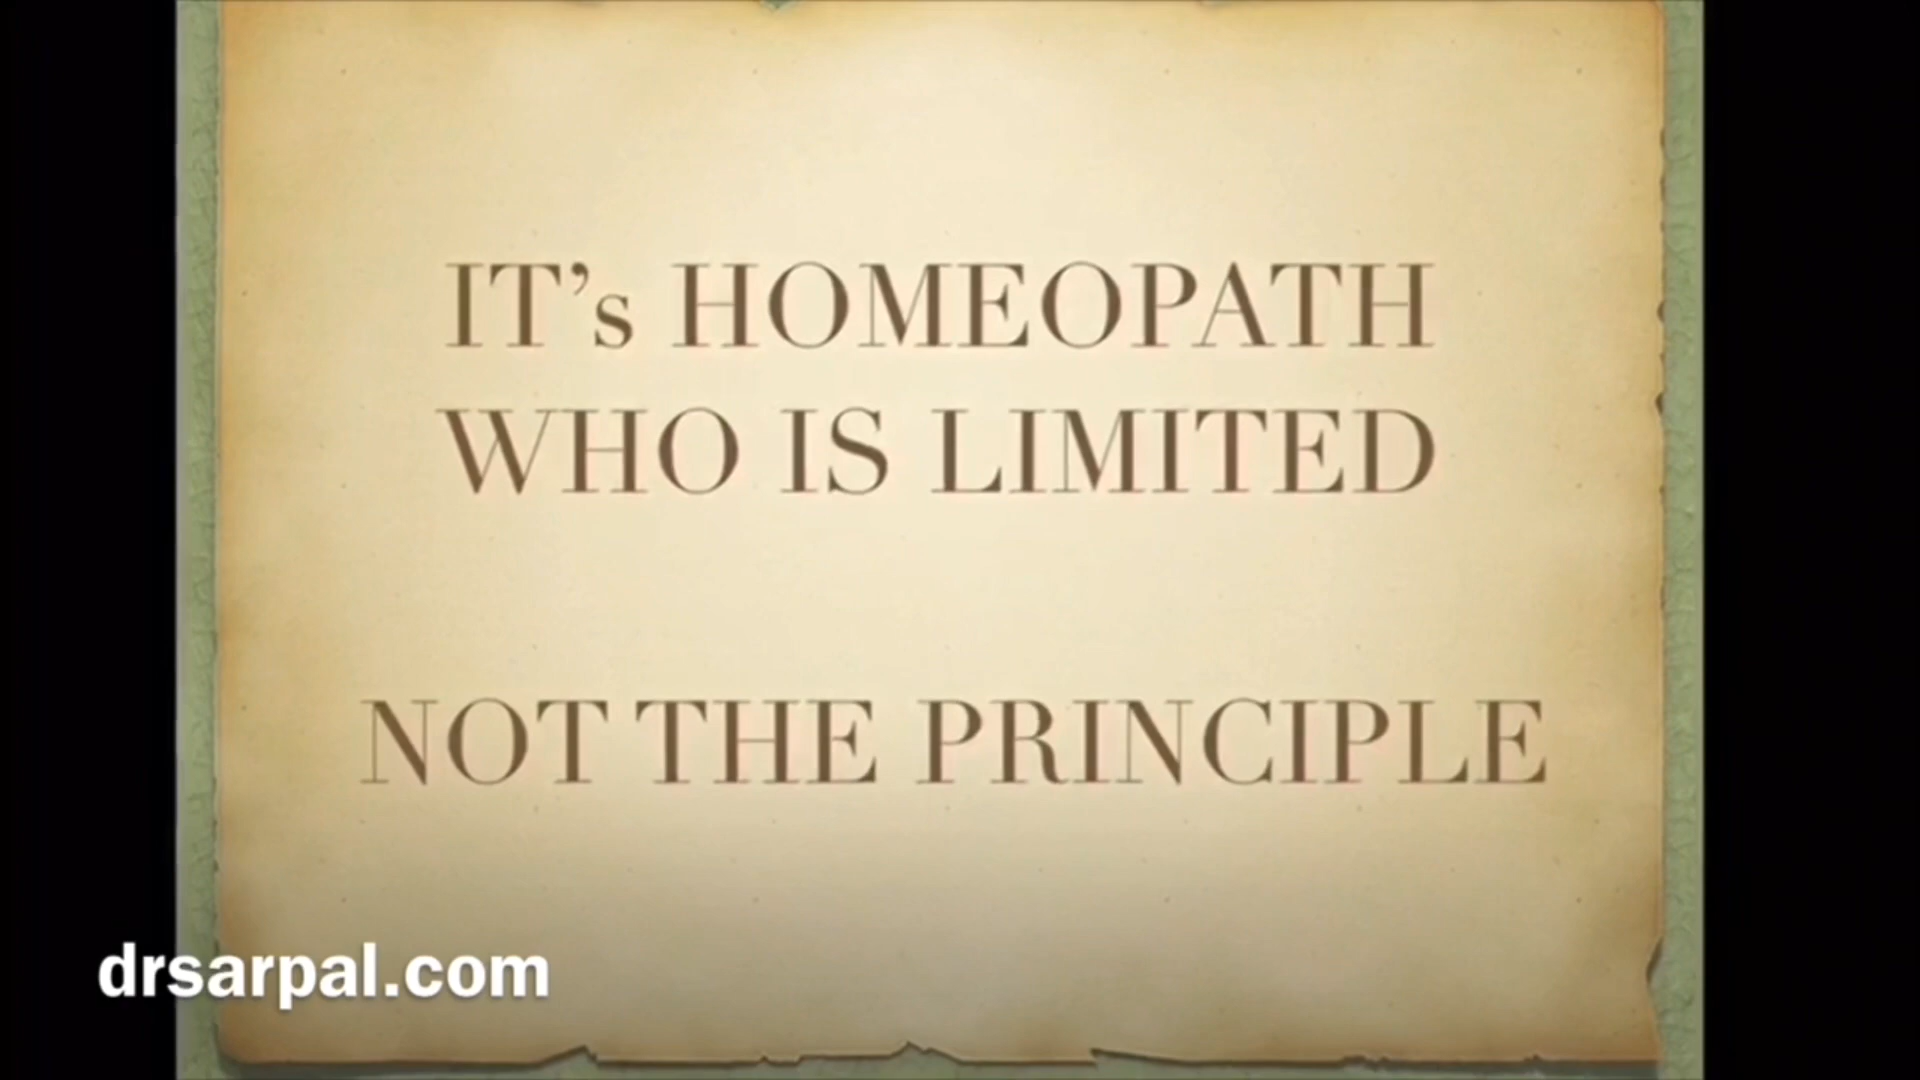 IT's HOMEOPATH
WHO IS LIMITED
NOT THE PRINCIPLE
drsarpal.com